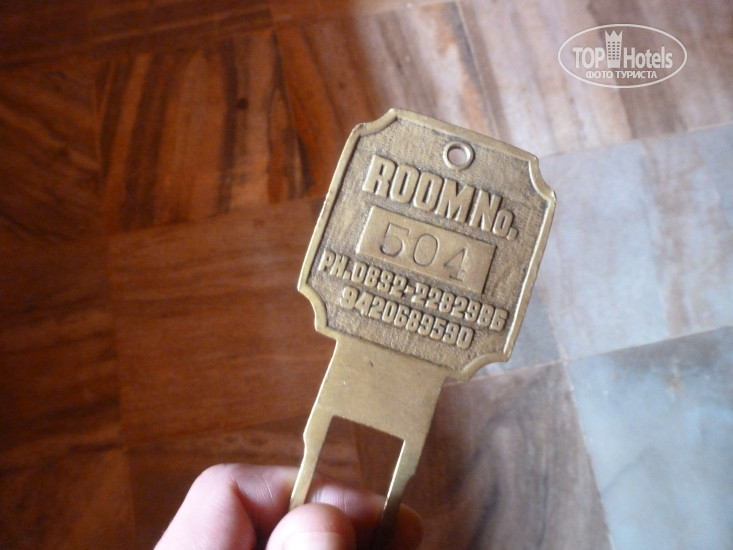 TOP Hotels
ФОТО ТУРИСТА
ROOM No.
504
PH.0832-2282986
9420689590